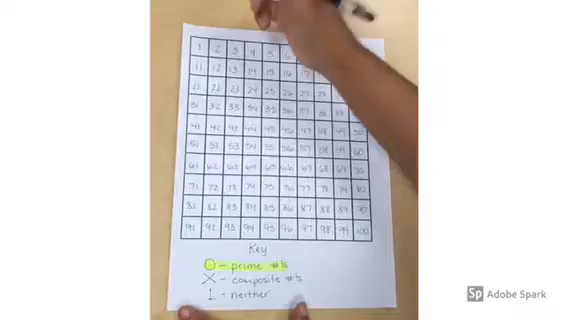 1 2 3 4 5 6
11 12 13 14 15 16 17
21 22 23 24 25 26 27 28
31 32 33 34 35 36 37 38 39
41 42 43 44 45 46 47 48 49 50
51 52 53 54 55 56 57 58 59 60
61 62 63 64 65 66 67 68 69 70
71 72 73 74 75 76 77 78 79 80
81 82 83 84 85 86 87 88 89 90
91 92 93 94 95 96 97 98 99 100
Key
O - prime #'s
X - composite #'s
1 - neither
Sp Adobe Spark